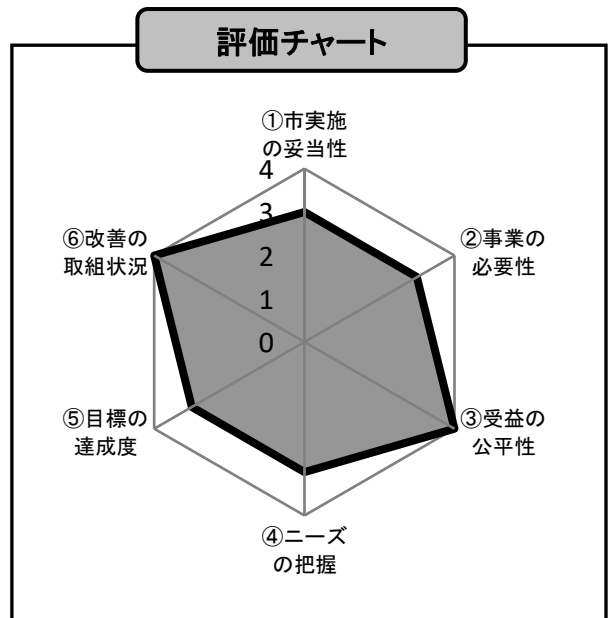 評価チャート
①市実施
の妥当性
4
3
2
1
0
②事業の
必要性
③受益の
公平性
④ニーズ
の把握
⑤目標の
達成度
⑥改善の
取組状況